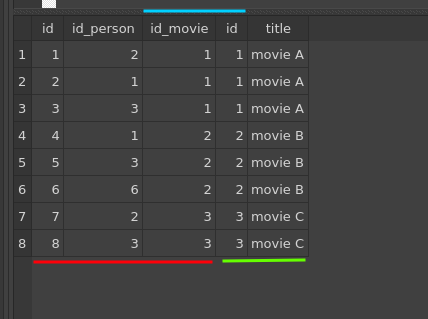 id id_person id_movie id title
1 1 2 1 1 movie A
2 2 1 1 1 movie A
3 3 3 1 1 movie A
4 4 1 2 2 movie B
5 5 3 2 2 movie B
6 6 6 2 2 movie B
7 7 2 3 3 movie C
8 8 3 3 3 movie C